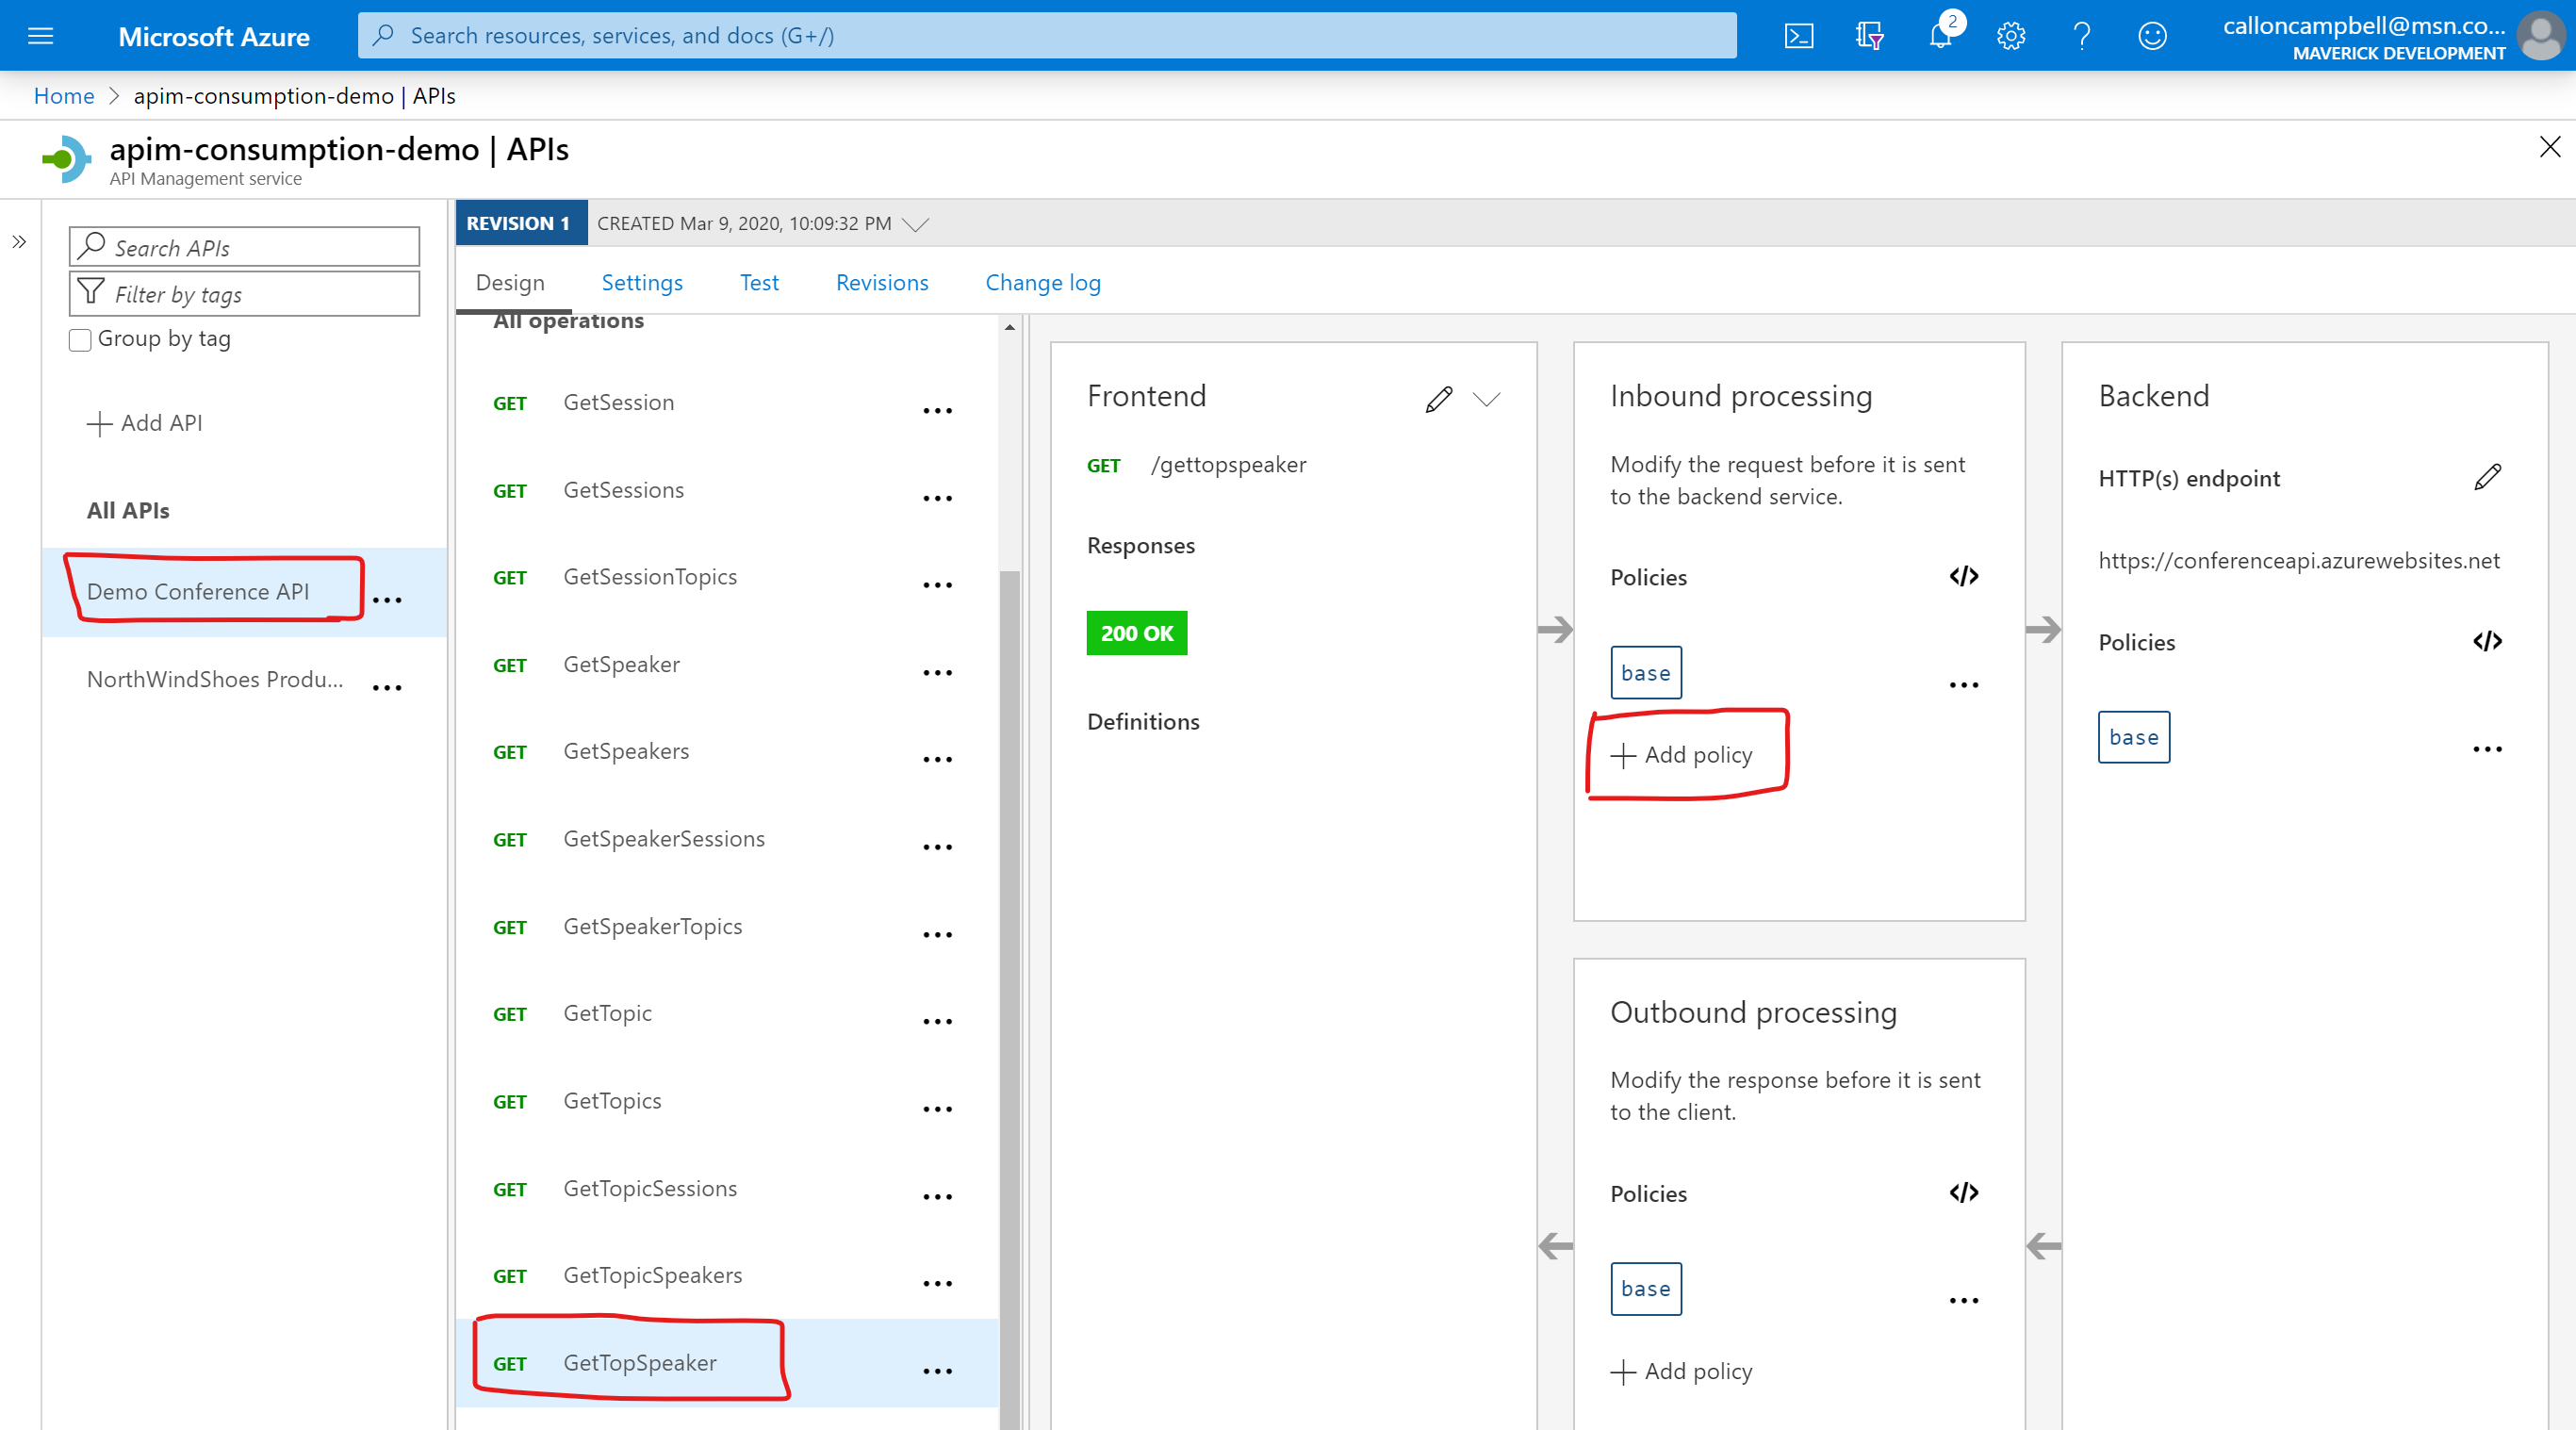 Microsoft Azure
Search resources, services, and docs (G+/)
2
calloncampbell@msn.co...
MAVERICK DEVELOPMENT
Home > apim-consumption-demo | APIs
apim-consumption-demo | APIs
API Management service
Search APIs
Filter by tags
Group by tag
+ Add API
All APIs
Demo Conference API ...
NorthWindShoes Produ... ...
REVISION 1 CREATED Mar 9, 2020, 10:09:32 PM
Design Settings Test Revisions Change log
All operations
GET GetSession ...
GET GetSessions ...
GET GetSessionTopics ...
GET GetSpeaker ...
GET GetSpeakers ...
GET GetSpeakerSessions ...
GET GetSpeakerTopics ...
GET GetTopic ...
GET GetTopics ...
GET GetTopicSessions ...
GET GetTopicSpeakers ...
GET GetTopSpeaker ...
Frontend
GET /gettopspeaker
Responses
200 OK
Definitions
Inbound processing
Modify the request before it is sent
to the backend service.
Policies </>
base ...
+ Add policy
Outbound processing
Modify the response before it is sent
to the client.
Policies </>
base ...
+ Add policy
Backend
HTTP(s) endpoint
https://conferenceapi.azurewebsites.net
Policies </>
base ...